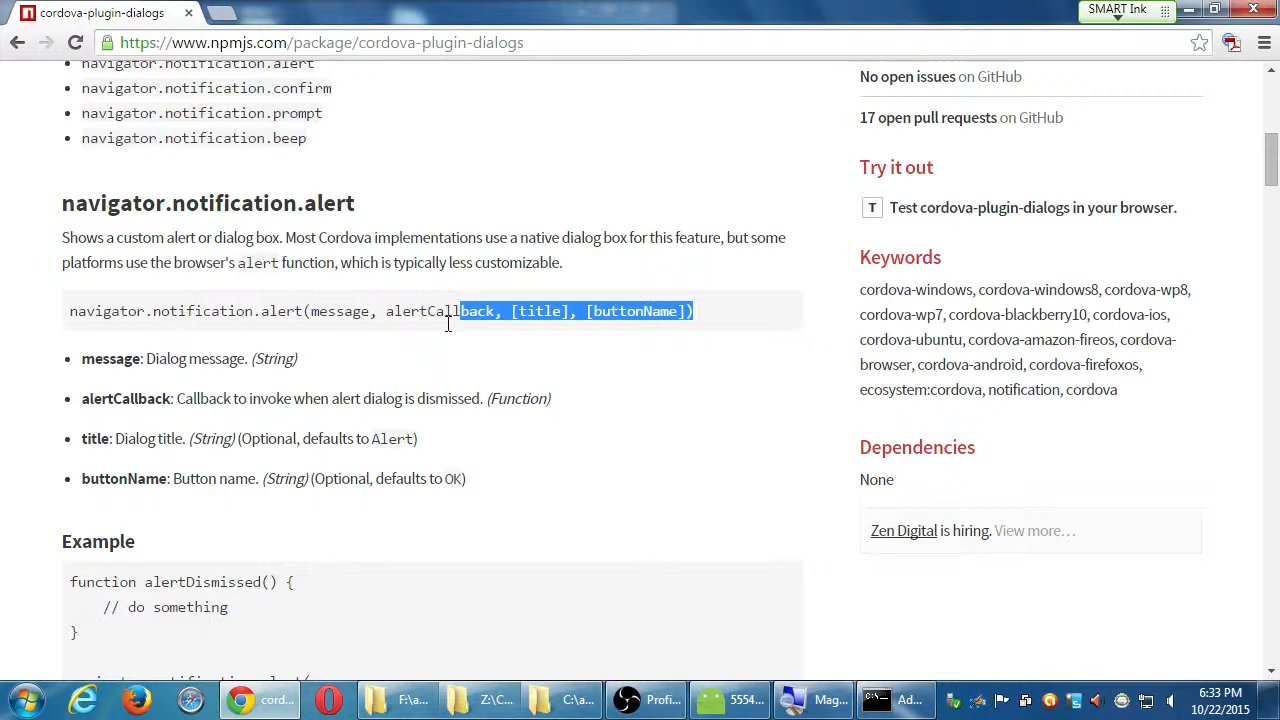 cordova-plugin-dialogs
SMART Ink
https://www.npmjs.com/package/cordova-plugin-dialogs
navigator.notification.alert
navigator.notification.confirm
navigator.notification.prompt
navigator.notification.beep
navigator.notification.alert
Shows a custom alert or dialog box. Most Cordova implementations use a native dialog box for this feature, but some
platforms use the browser's alert function, which is typically less customizable.
navigator.notification.alert(message, alertCallback, [title], [buttonName])
message: Dialog message. (String)
alertCallback: Callback to invoke when alert dialog is dismissed. (Function)
title: Dialog title. (String) (Optional, defaults to Alert)
buttonName: Button name. (String) (Optional, defaults to OK)
Example
function alertDismissed() {
// do something
}
navigator.notification.alert(
No open issues on GitHub
17 open pull requests on GitHub
Try it out
T Test cordova-plugin-dialogs in your browser.
Keywords
cordova-windows, cordova-windows8, cordova-wp8,
cordova-wp7, cordova-blackberry10, cordova-ios,
cordova-ubuntu, cordova-amazon-fireos, cordova-
browser, cordova-android, cordova-firefoxos,
ecosystem:cordova, notification, cordova
Dependencies
None
Zen Digital is hiring. View more…
cord...
F:\a...
Z:\C...
C:\a...
Profi...
5554...
Mag...
Ad...
6:33 PM
10/22/2015